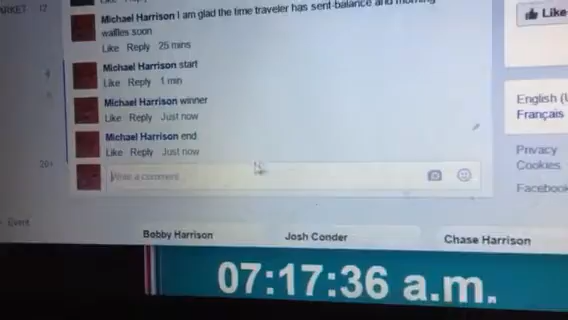 Michael Harrison I am glad the time traveler has sent-balance and morning
waffles soon
Like Reply 25 mins
Like
Michael Harrison start
Like Reply 1 min
4
Michael Harrison winner
Like Reply Just now
English (U
Français
Michael Harrison end
Like Reply Just now
Privacy
Cookies
20+
Write a comment
Facebook
Event
Bobby Harrison
Josh Conder
Chase Harrison
07:17:36 a.m.